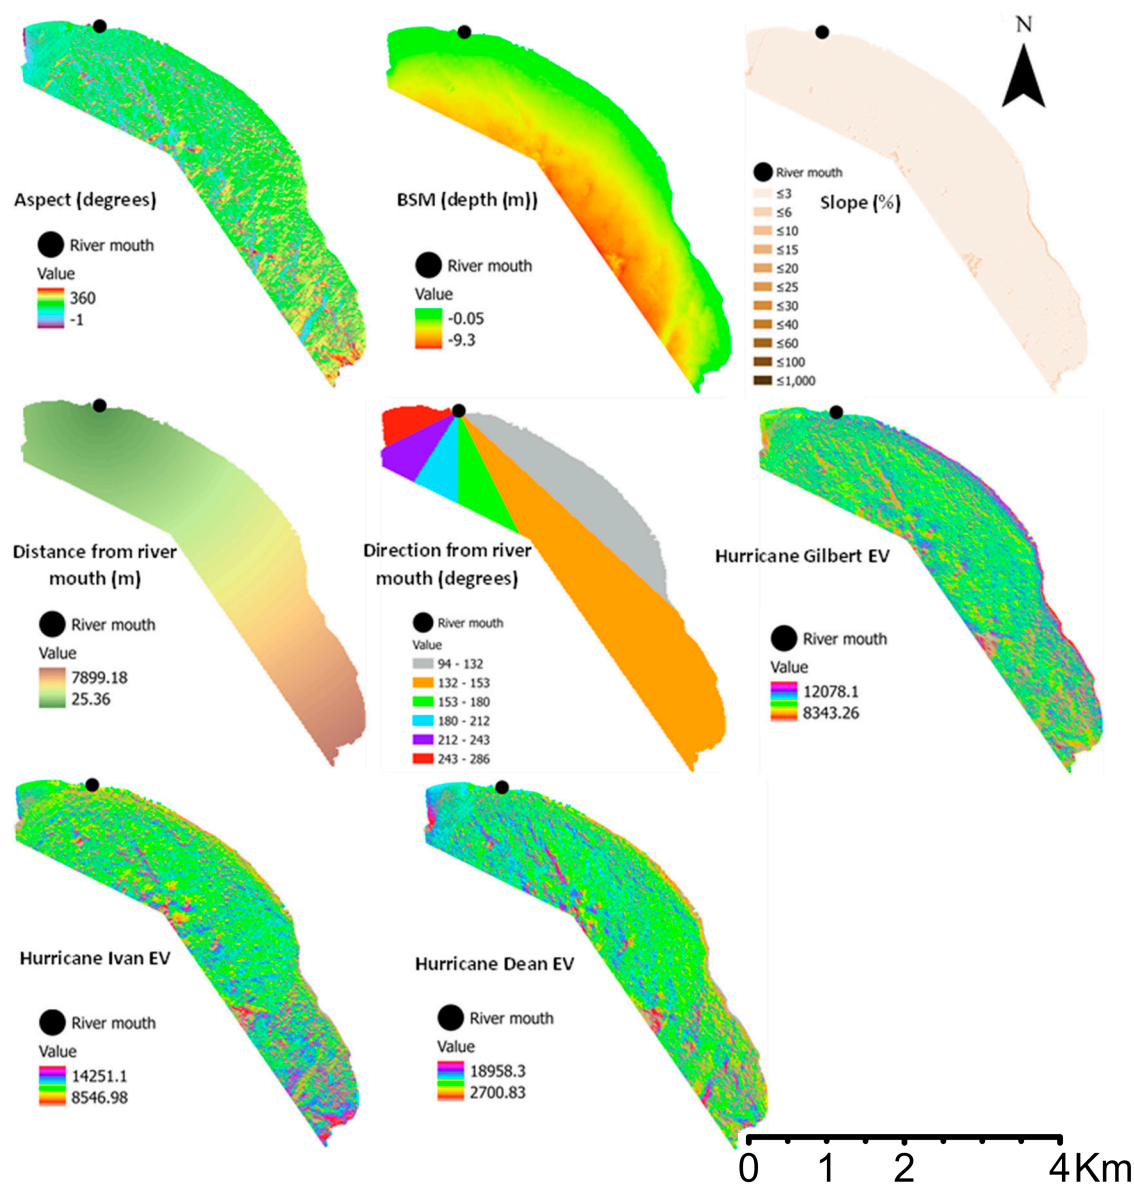 Aspect (degrees)
River mouth
Value
360
-1
BSM (depth (m))
River mouth
Value
-0.05
-9.3
N
River mouth
Slope (%)
≤3
≤6
≤10
≤15
≤20
≤25
≤30
≤40
≤60
≤100
≤1,000
Distance from river
mouth (m)
River mouth
Value
7899.18
25.36
Direction from river
mouth (degrees)
River mouth
Value
94 - 132
132 - 153
153 - 180
180 - 212
212 - 243
243 - 286
Hurricane Gilbert EV
River mouth
Value
12078.1
8343.26
Hurricane Ivan EV
River mouth
Value
14251.1
8546.98
Hurricane Dean EV
River mouth
Value
18958.3
2700.83
0 1 2 4 Km